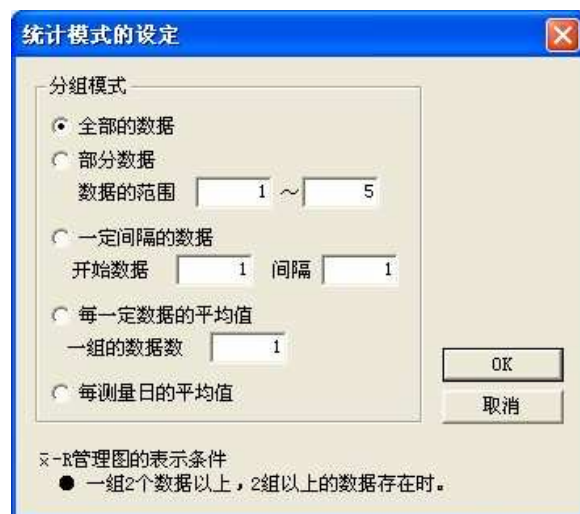 统计模式的设定
分组模式
全部的数据
部分数据
数据的范围 1 ～ 5
一定间隔的数据
开始数据 1 间隔 1
每一定数据的平均值
一组的数据数 1
OK
每测量日的平均值
取消
x̄-R管理图的表示条件
● 一组2个数据以上，2组以上的数据存在时。